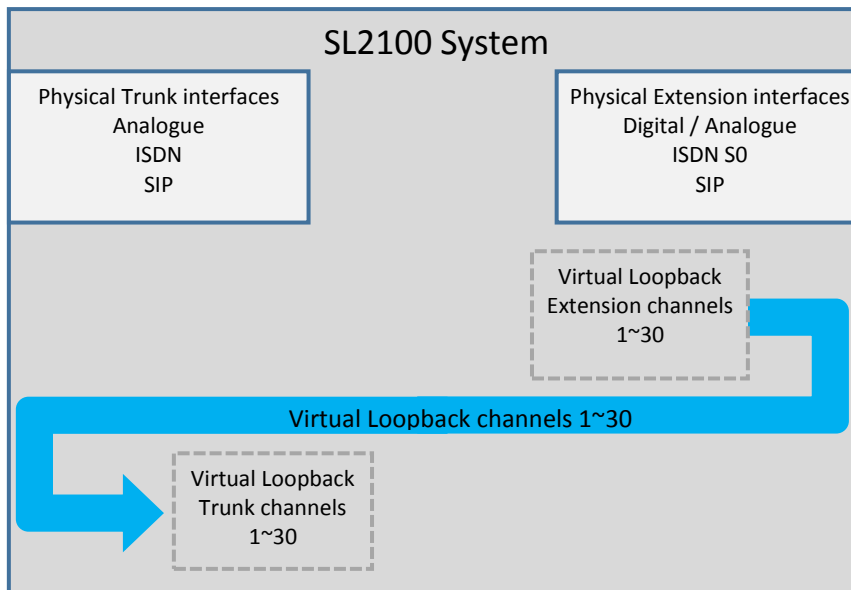 SL2100 System
Physical Trunk interfaces
Analogue
ISDN
SIP
Physical Extension interfaces
Digital / Analogue
ISDN S0
SIP
Virtual Loopback
Extension channels
1~30
Virtual Loopback channels 1~30
Virtual Loopback
Trunk channels
1~30